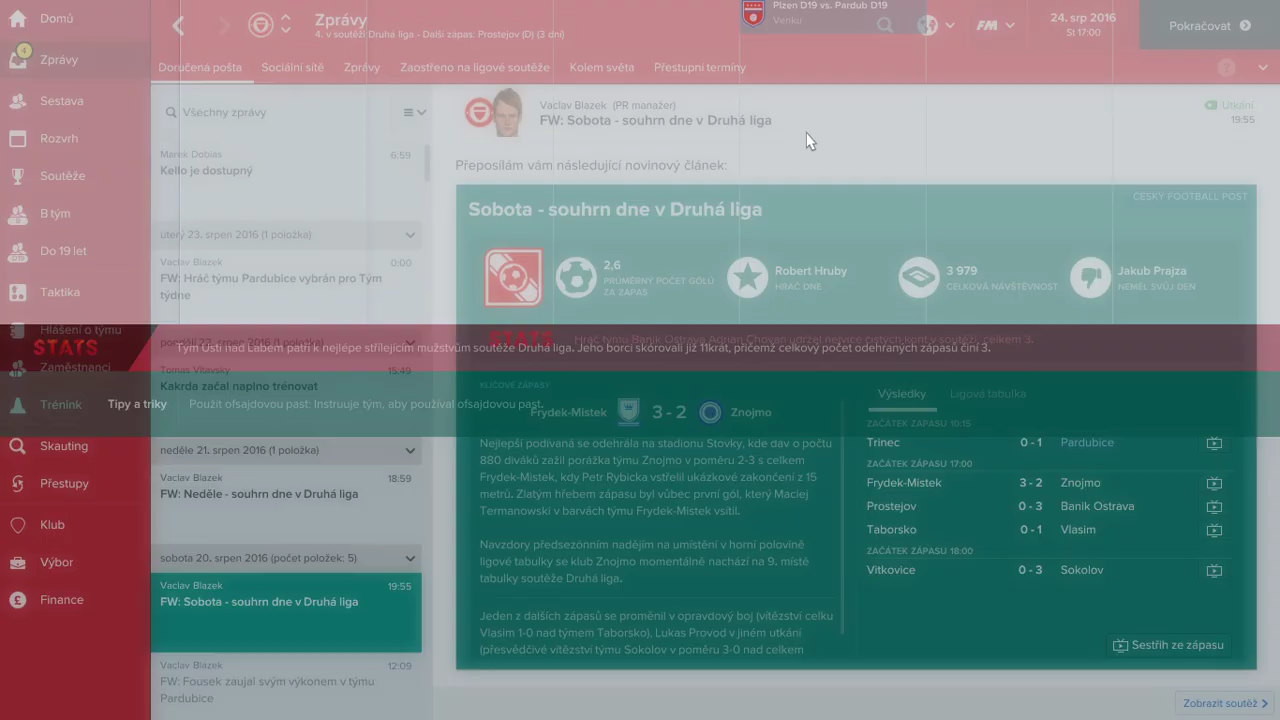 Domů
Zprávy
4. v soutěži Druhá liga - Další zápas: Prostejov (D) (3 dní)
Plzen D19 vs. Pardub D19
Venku
FM
24. srp 2016
St 17:00
Pokračovat
4
Zprávy
Doručená pošta
Sociální sítě
Zprávy
Zaostřeno na ligové soutěže
Kolem světa
Přestupní termíny
?
Sestava
Rozvrh
Soutěže
B tým
Do 19 let
Taktika
Hlášení o týmu
Zaměstnanci
Trénink
Skauting
Přestupy
Klub
Výbor
Finance
Všechny zprávy
Marek Dobias 6:59
Kello je dostupný
úterý 23. srpen 2016 (1 položka)
Vaclav Blazek 0:00
FW: Hráč týmu Pardubice vybrán pro Tým
týdne
Tomas Vitavsky 15:49
Kakrda začal naplno trénovat
neděle 21. srpen 2016 (1 položka)
Vaclav Blazek 18:59
FW: Neděle - souhrn dne v Druhá liga
sobota 20. srpen 2016 (počet položek: 5)
Vaclav Blazek 19:55
FW: Sobota - souhrn dne v Druhá liga
Vaclav Blazek 12:09
FW: Fousek zaujal svým výkonem v týmu
Pardubice
Vaclav Blazek (PR manažer)
FW: Sobota - souhrn dne v Druhá liga
Utkání
19:55
Přeposílám vám následující novinový článek:
CESKY FOOTBALL POST
Sobota - souhrn dne v Druhá liga
2,6
PRŮMĚRNÝ POČET GÓLŮ
ZA ZÁPAS
Robert Hruby
HRÁČ DNE
3 979
CELKOVÁ NÁVŠTĚVNOST
Jakub Prajza
NEMĚL SVŮJ DEN
STATS
Hráč týmu Baník Ostrava Adrian Chovan udržel nejvíce čistých kont v soutěži, celkem 3.
STATS
Tým Ústí nad Labem patří k nejlépe střílejícím mužstvům soutěže Druhá liga. Jeho borci skórovali již 11krát, přičemž celkový počet odehraných zápasů činí 3.
Tipy a triky
Použít ofsajdovou past: Instruuje tým, aby používal ofsajdovou past.
KLÍČOVÉ ZÁPASY
Frydek-Mistek 3 - 2 Znojmo
Nejlepší podívaná se odehrála na stadionu Stovky, kde dav o počtu
880 diváků zažil porážka týmu Znojmo v poměru 2-3 s celkem
Frydek-Mistek, kdy Petr Rybicka vstřelil ukázkové zakončení z 15
metrů. Zlatým hřebem zápasu byl vůbec první gól, který Maciej
Termanowski v barvách týmu Frydek-Mistek vsítil.
Navzdory předsezónním nadějím na umístění v horní polovině
ligové tabulky se klub Znojmo momentálně nachází na 9. místě
tabulky soutěže Druhá liga.
Jeden z dalších zápasů se proměnil v opravdový boj (vítězství celku
Vlasim 1-0 nad týmem Taborsko), Lukas Provod v jiném utkání
(přesvědčivé vítězství týmu Sokolov v poměru 3-0 nad celkem
Výsledky
Ligová tabulka
ZAČÁTEK ZÁPASU 10:15
Trinec 0 - 1 Pardubice
ZAČÁTEK ZÁPASU 17:00
Frydek-Mistek 3 - 2 Znojmo
Prostejov 0 - 3 Banik Ostrava
Taborsko 0 - 1 Vlasim
ZAČÁTEK ZÁPASU 18:00
Vitkovice 0 - 3 Sokolov
Sestřih ze zápasu
Zobrazit soutěž